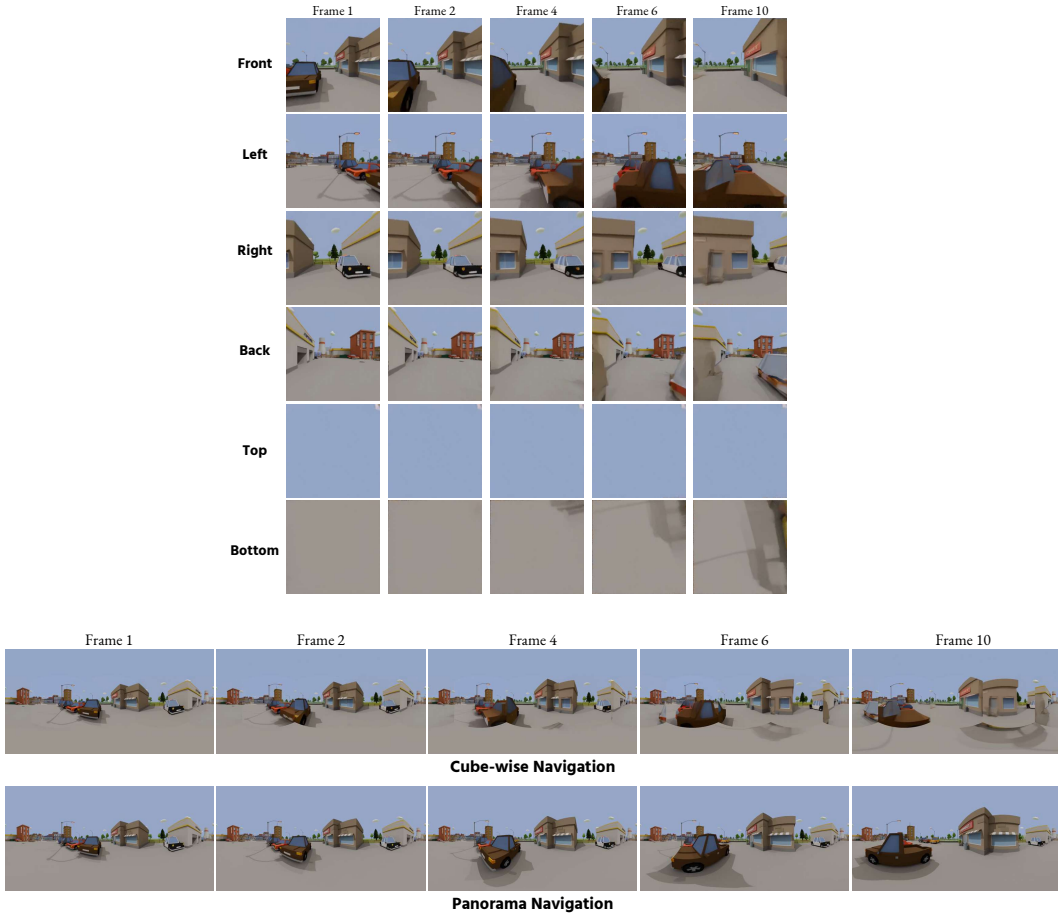 Frame 1 Frame 2 Frame 4 Frame 6 Frame 10
Front
Left
Right
Back
Top
Bottom
Frame 1 Frame 2 Frame 4 Frame 6 Frame 10
Cube-wise Navigation
Panorama Navigation